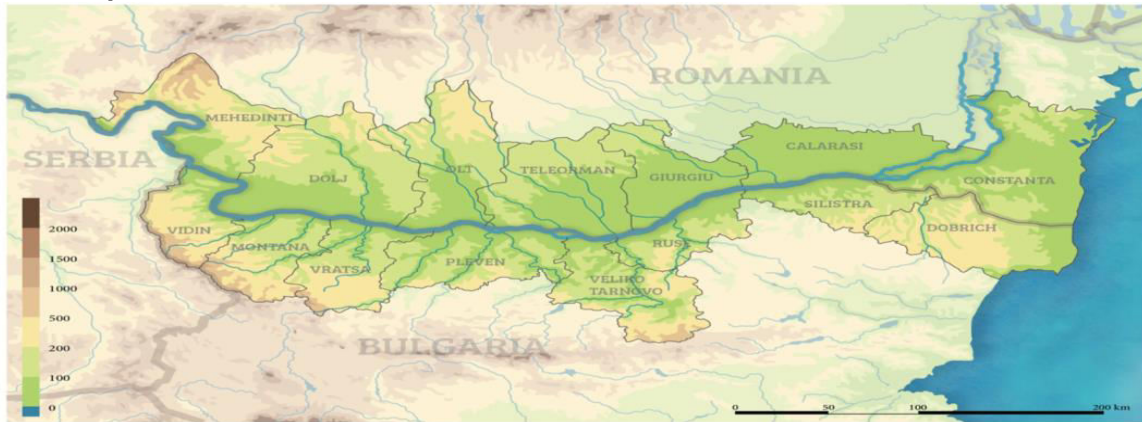 ROMANIA
MEHEDINTI
SERBIA
CALARASI
DOLJ
OLT
TELEORMAN
GIURGIU
CONSTANTA
SILISTRA
VIDIN
DOBRICH
MONTANA
RUSE
PLEVEN
VRATSA
VELIKO
TARNOVO
BULGARIA
2000
1500
1000
500
200
100
0
0 50 100 200 km